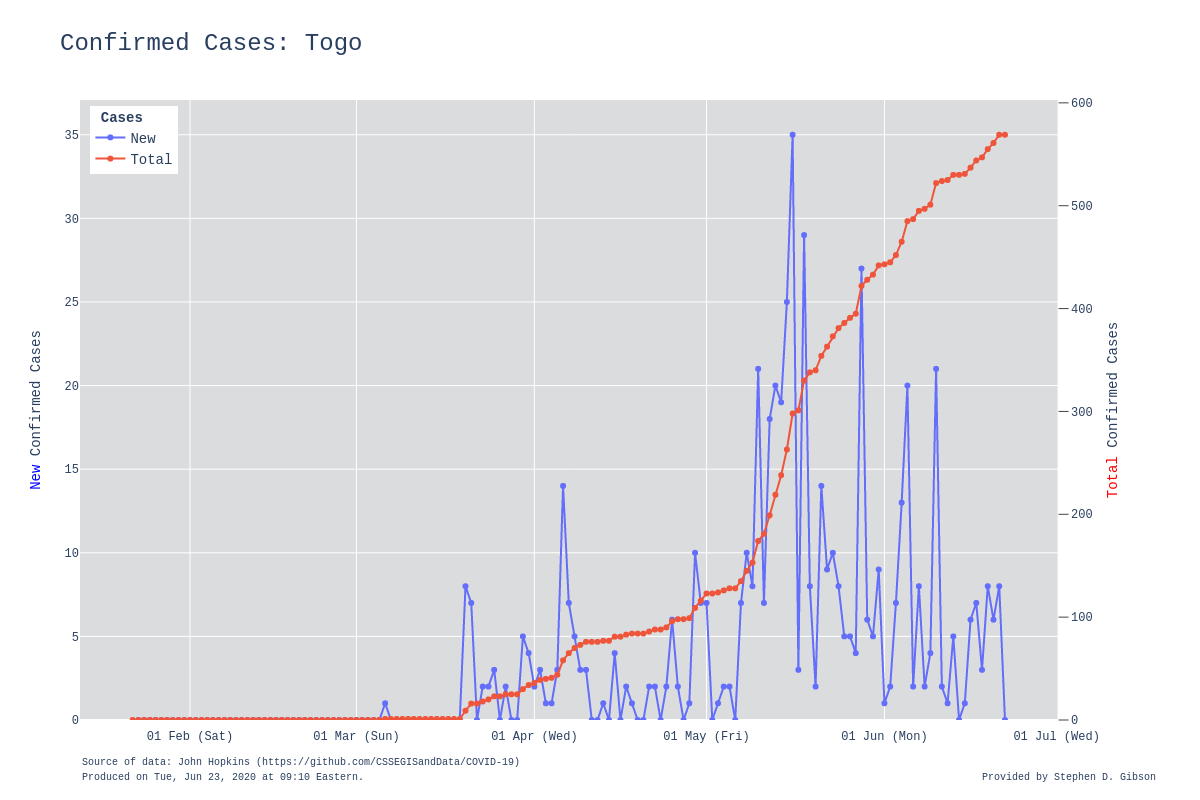 Confirmed Cases: Togo
Cases
New
Total
35
30
25
20
15
10
5
0
600
500
400
300
200
100
0
New Confirmed Cases
Total Confirmed Cases
01 Feb (Sat) 01 Mar (Sun) 01 Apr (Wed) 01 May (Fri) 01 Jun (Mon) 01 Jul (Wed)
Source of data: John Hopkins (https://github.com/CSSEGISandData/COVID-19)
Produced on Tue, Jun 23, 2020 at 09:10 Eastern.
Provided by Stephen D. Gibson